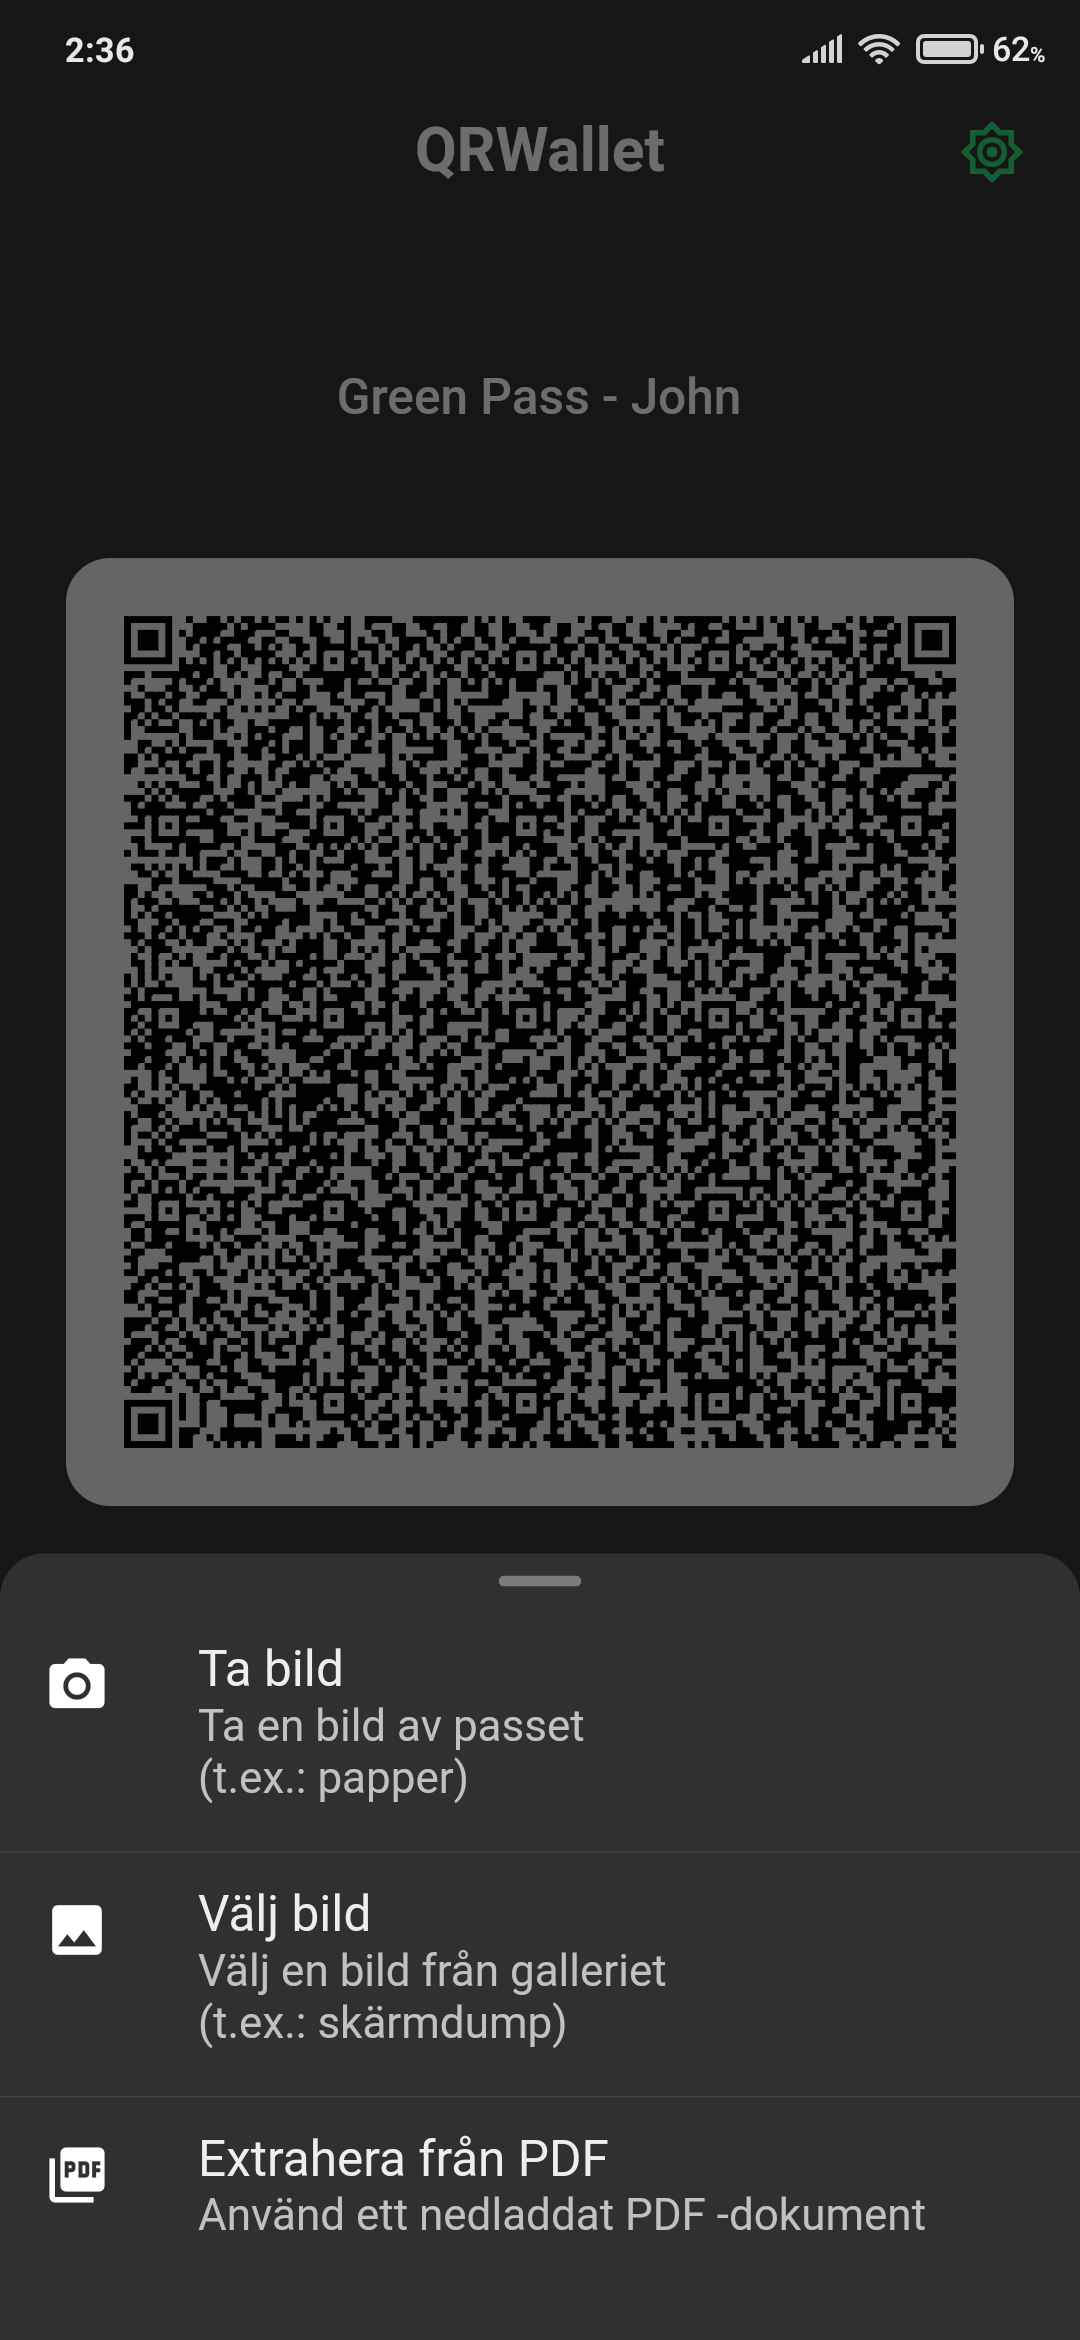 2:36
62%
QRWallet
Green Pass - John
Ta bild
Ta en bild av passet
(t.ex.: papper)
Välj bild
Välj en bild från galleriet
(t.ex.: skärmdump)
PDF
Extrahera från PDF
Använd ett nedladdat PDF -dokument